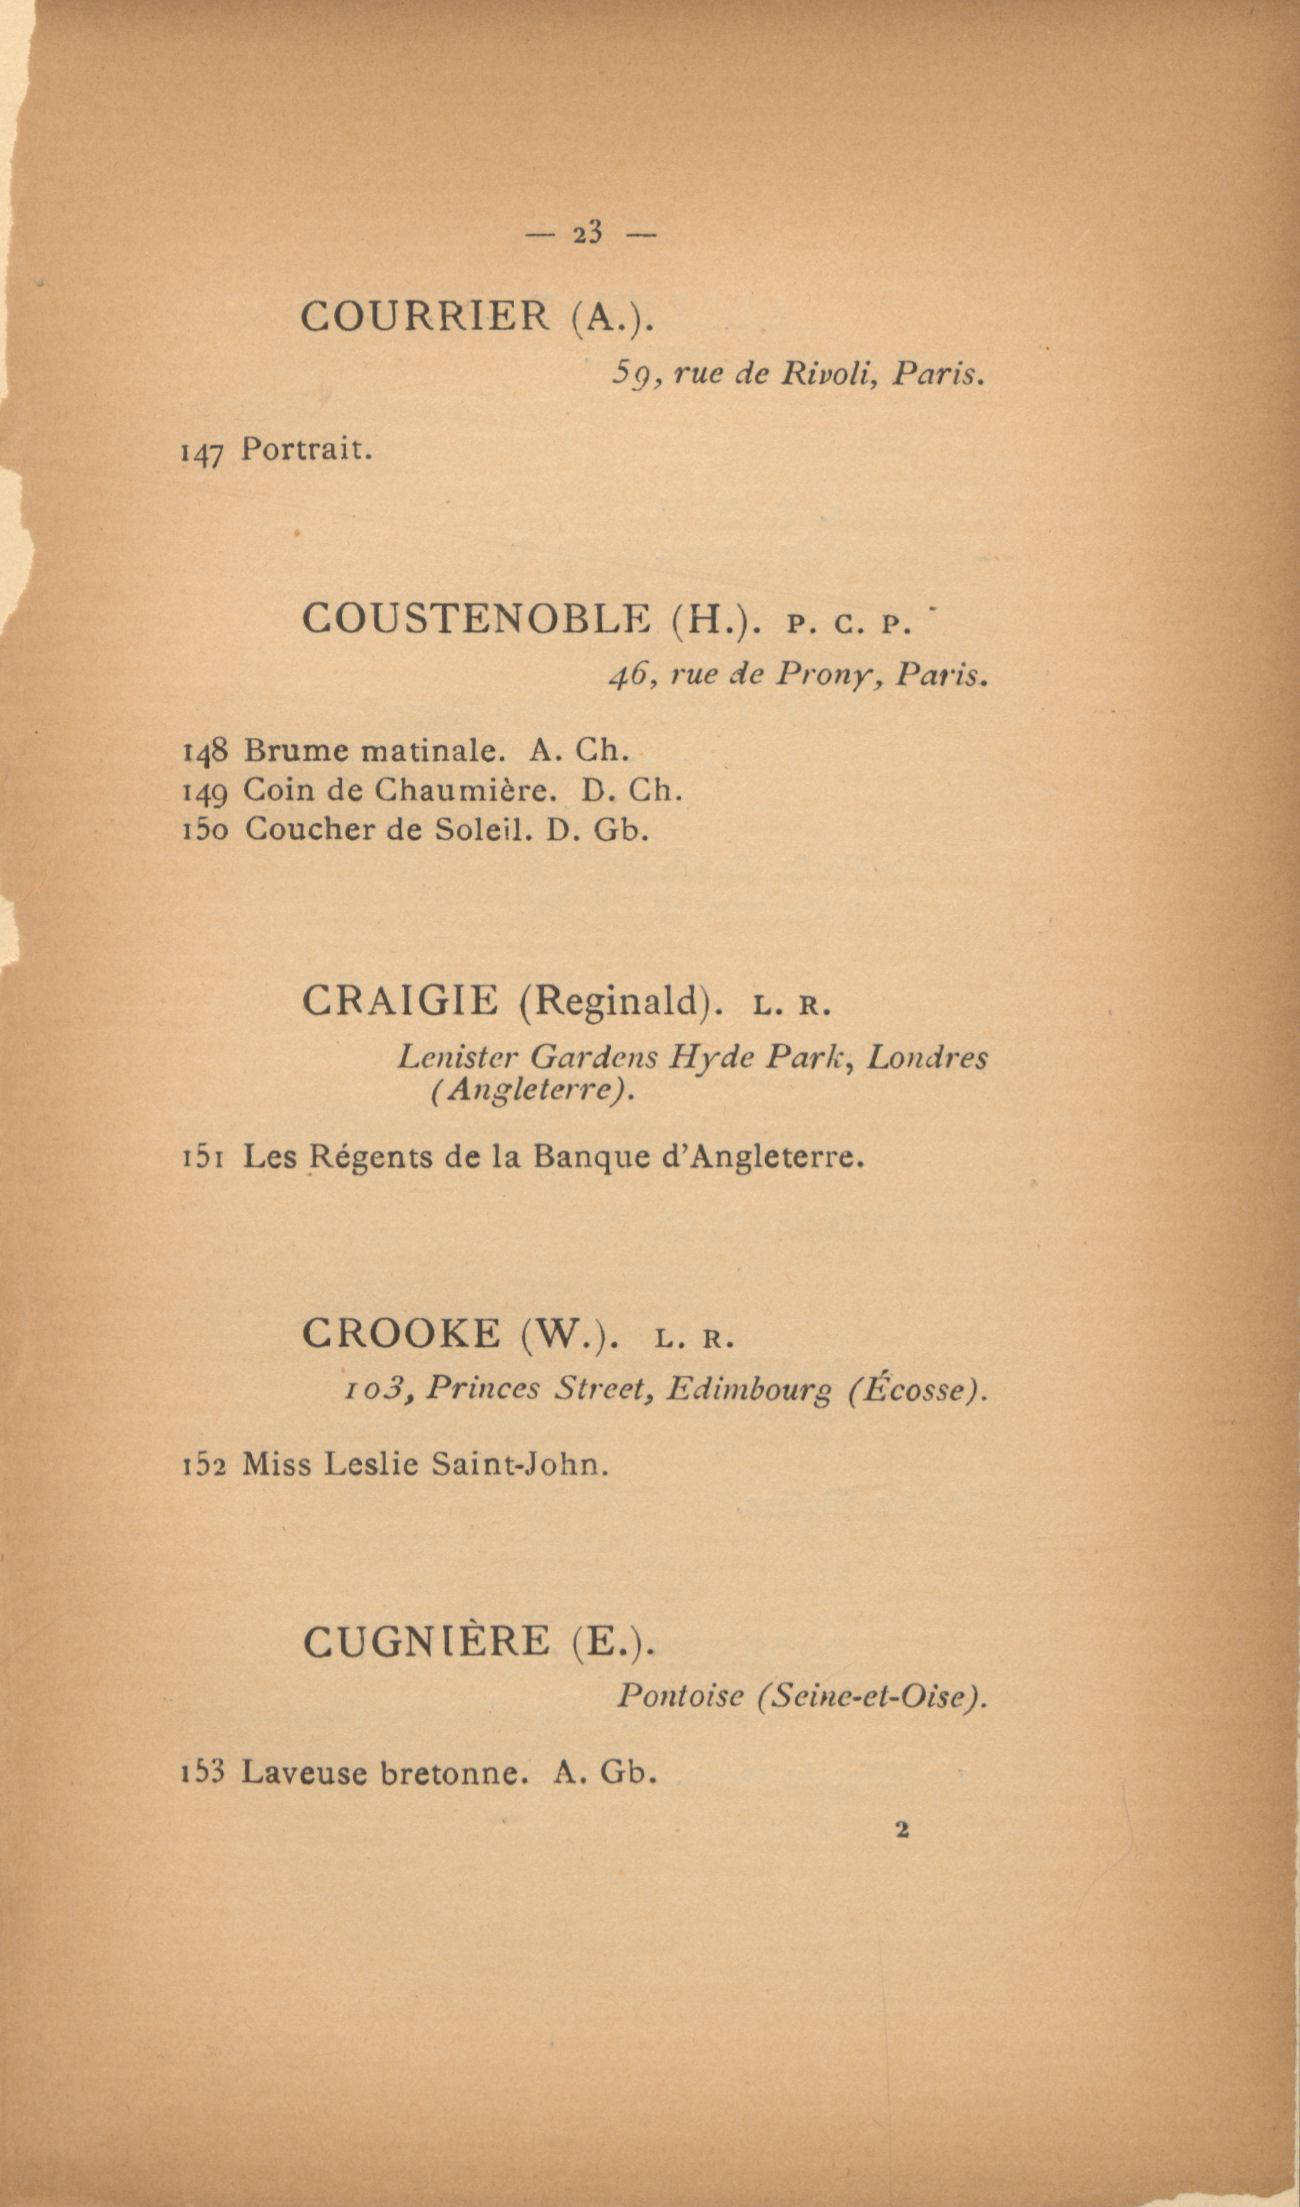 — 23 —
COURRIER (A.).
59, rue de Rivoli, Paris.
147 Portrait.
COUSTENOBLE (H.). P. C. P.
46, rue de Prony, Paris.
148 Brume matinale. A. Ch.
149 Coin de Chaumière. D. Ch.
150 Coucher de Soleil. D. Gb.
CRAIGIE (Reginald). L. R.
Lenister Gardens Hyde Park, Londres
(Angleterre).
151 Les Régents de la Banque d'Angleterre.
CROOKE (W.). L. R.
103, Princes Street, Edimbourg (Écosse).
152 Miss Leslie Saint-John.
CUGNIÈRE (E.).
Pontoise (Seine-et-Oise).
153 Laveuse bretonne. A. Gb.
2